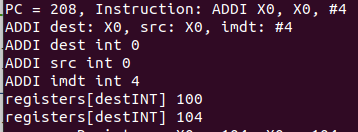 PC = 208, Instruction: ADDI X0, X0, #4
ADDI dest: X0, src: X0, imdt: #4
ADDI dest int 0
ADDI src int 0
ADDI imdt int 4
registers[destINT] 100
registers[destINT] 104